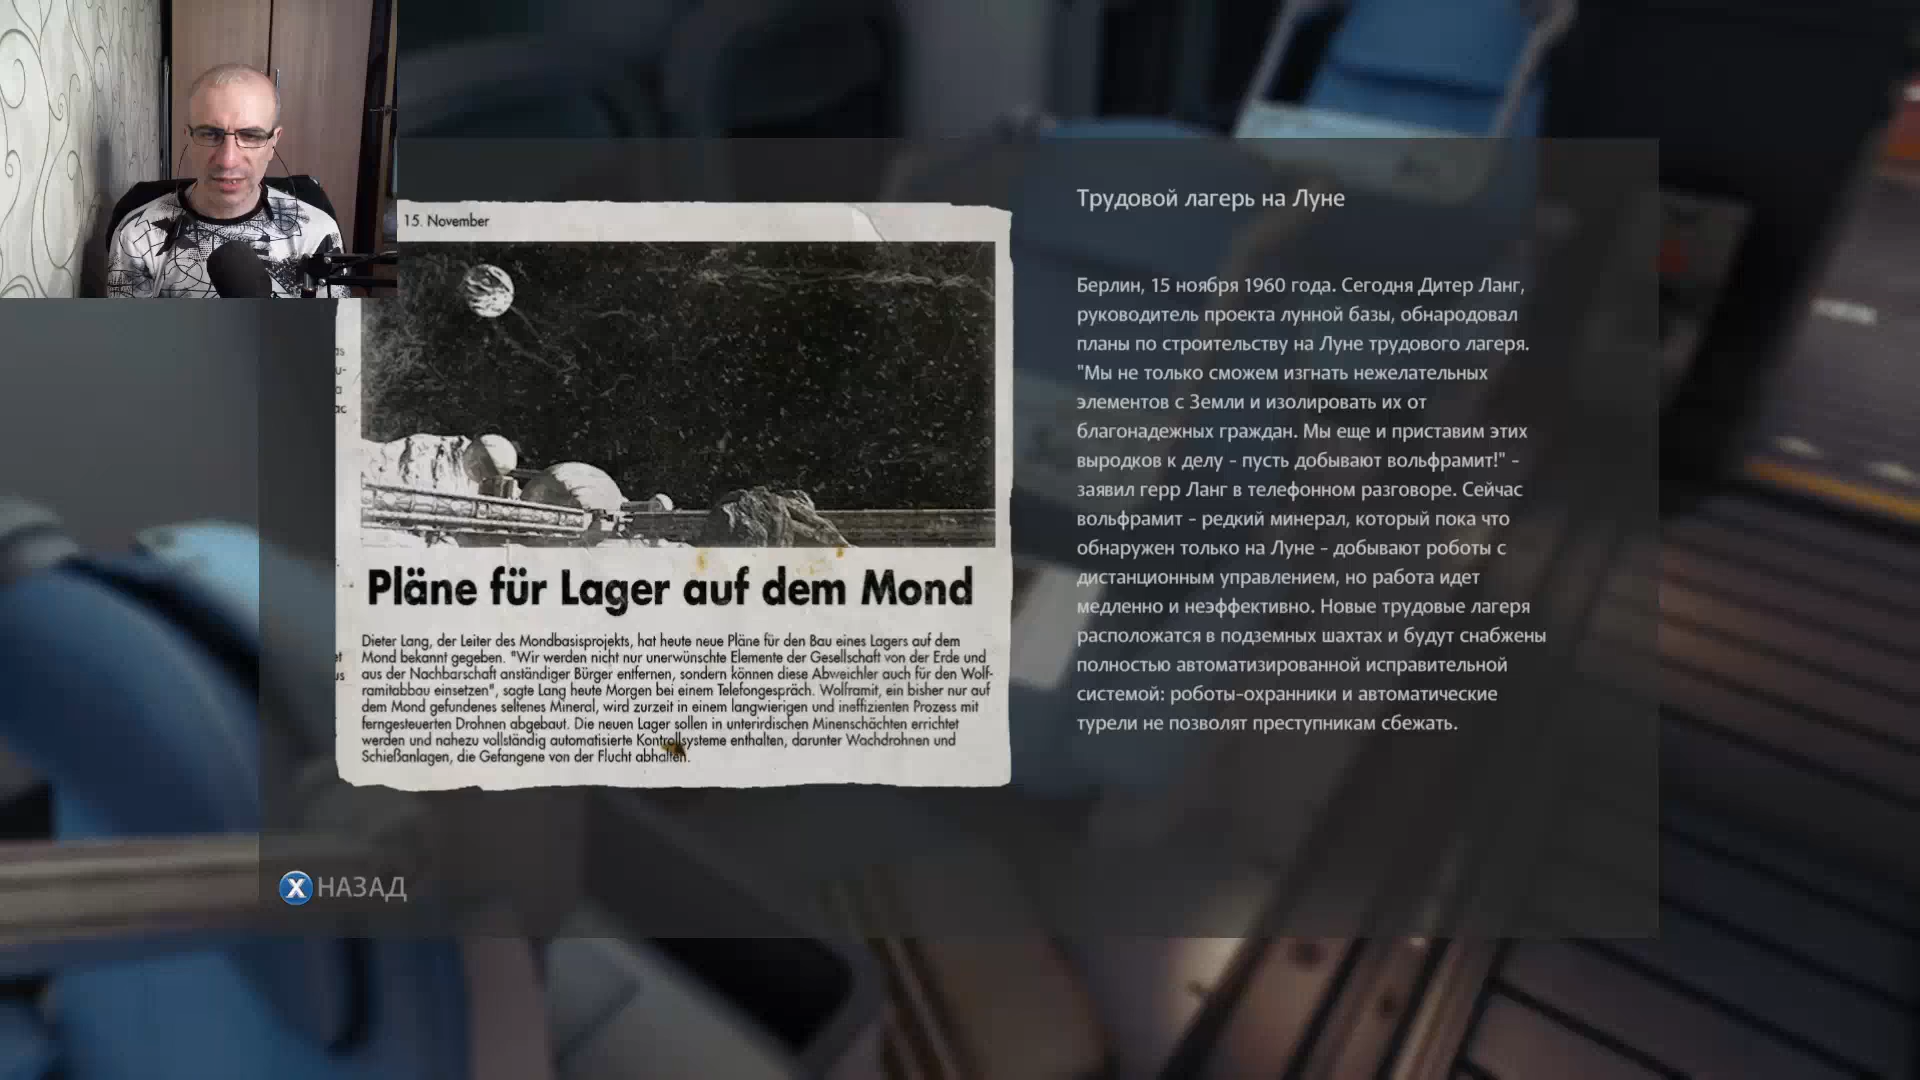 15. November
Pläne für Lager auf dem Mond
Dieter Lang, der Leiter des Mondbasisprojekts, hat heute neue Pläne für den Bau eines Lagers auf dem
Mond bekannt gegeben. "Wir werden nicht nur unerwünschte Elemente der Gesellschaft von der Erde und
aus der Nachbarschaft anständiger Bürger entfernen, sondern können diese Abweichler auch für den Wolf-
ramitabbau einsetzen", sagte Lang heute Morgen bei einem Telefongespräch. Wolframit, ein bisher nur auf
dem Mond gefundenes seltenes Mineral, wird zurzeit in einem langwierigen und ineffizienten Prozess mit
ferngesteuerten Drohnen abgebaut. Die neuen Lager sollen in unterirdischen Minenschächten errichtet
werden und nahezu vollständig automatisierte Kontrollsysteme enthalten, darunter Wachdrohnen und
Schießanlagen, die Gefangene von der Flucht abhalten.
Трудовой лагерь на Луне
Берлин, 15 ноября 1960 года. Сегодня Дитер Ланг,
руководитель проекта лунной базы, обнародовал
планы по строительству на Луне трудового лагеря.
"Мы не только сможем изгнать нежелательных
элементов с Земли и изолировать их от
благонадежных граждан. Мы еще и приставим этих
выродков к делу - пусть добывают вольфрамит!" -
заявил герр Ланг в телефонном разговоре. Сейчас
вольфрамит - редкий минерал, который пока что
обнаружен только на Луне - добывают роботы с
дистанционным управлением, но работа идет
медленно и неэффективно. Новые трудовые лагеря
расположатся в подземных шахтах и будут снабжены
полностью автоматизированной исправительной
системой: роботы-охранники и автоматические
турели не позволят преступникам сбежать.
X НАЗАД